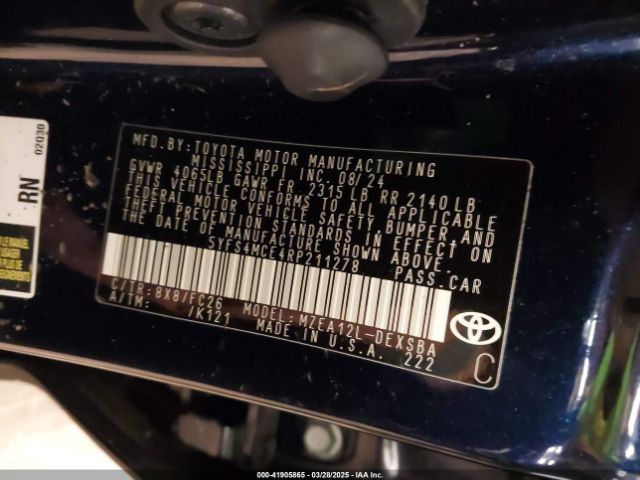 MFD.BY:TOYOTA MOTOR MANUFACTURING
MISSISSIPPI INC. 08/24
GVWR 4065LB GAWR FR 2315 LB RR 2140 LB
THIS VEHICLE CONFORMS TO ALL APPLICABLE
FEDERAL MOTOR VEHICLE SAFETY, BUMPER AND
THEFT PREVENTION STANDARDS IN EFFECT ON
THE DATE OF MANUFACTURE SHOWN ABOVE.
5YFS4MCE4RP211278 PASS.CAR
C/TR:8X8/FC26 MODEL:MZEA12L-DEXSBA
A/TM: /K121 MADE IN U.S.A. 222
C
RN
02030
000-41905865 | 03/28/2025 | IAA, Inc.